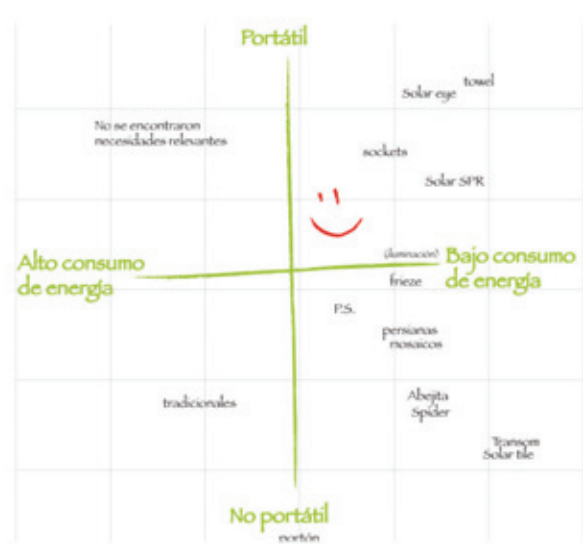 Portátil
towel
Solar eye
No se encontraron
necesidades relevantes
sockets
Solar SPR
(iluminación)
Alto consumo
de energía
Bajo consumo
de energía
frieze
P.S.
persianas
mosaicos
tradicionales
Abejita
Spider
Transom
Solar tile
No portátil
portón